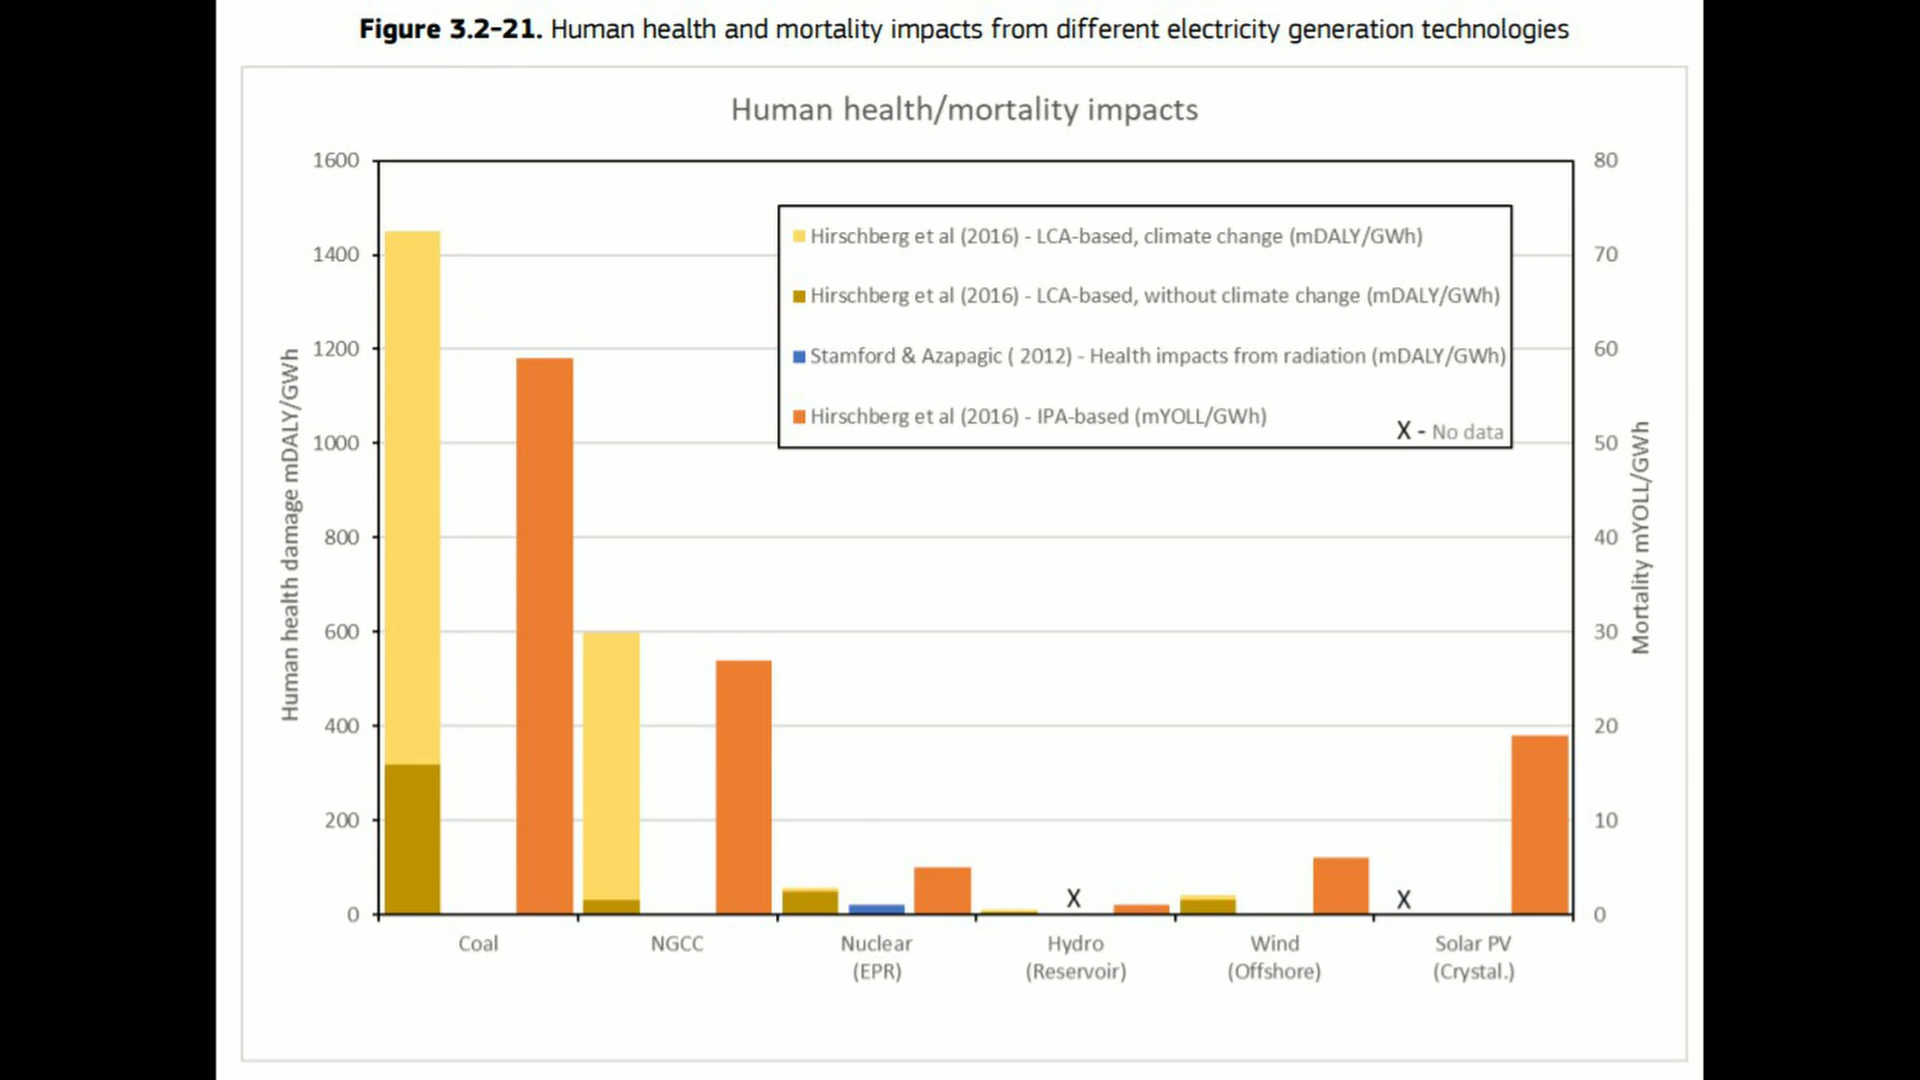 Figure 3.2-21. Human health and mortality impacts from different electricity generation technologies
Human health/mortality impacts
1600
1400
1200
1000
800
600
400
200
0
Human health damage mDALY/GWh
80
70
60
50
40
30
20
10
0
Mortality mYOLL/GWh
Hirschberg et al (2016) - LCA-based, climate change (mDALY/GWh)
Hirschberg et al (2016) - LCA-based, without climate change (mDALY/GWh)
Stamford & Azapagic ( 2012) - Health impacts from radiation (mDALY/GWh)
Hirschberg et al (2016) - IPA-based (mYOLL/GWh)
X - No data
X
X
Coal
NGCC
Nuclear
(EPR)
Hydro
(Reservoir)
Wind
(Offshore)
Solar PV
(Crystal.)